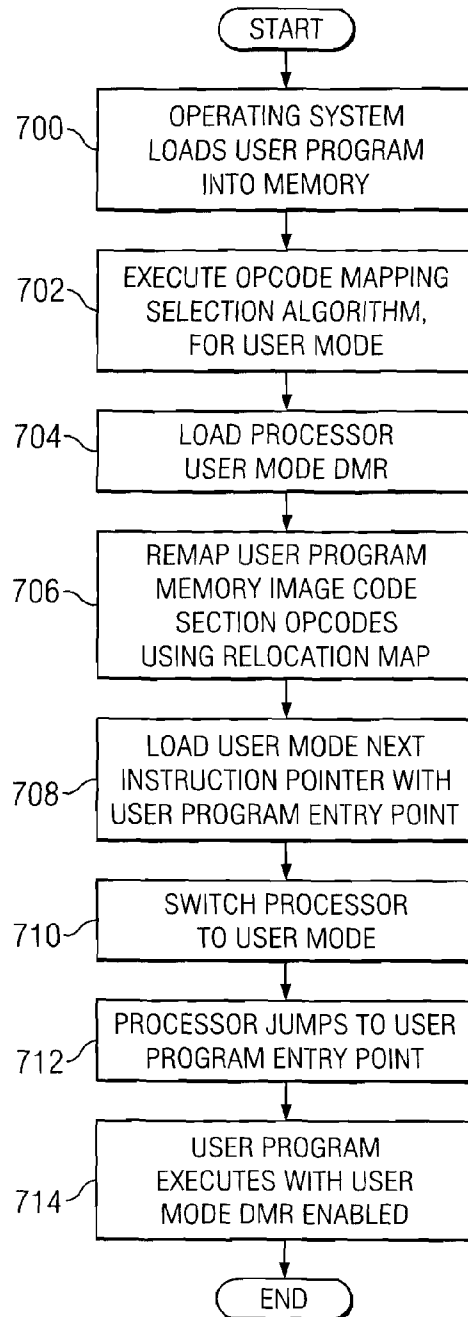 START
700
OPERATING SYSTEM
LOADS USER PROGRAM
INTO MEMORY
702
EXECUTE OPCODE MAPPING
SELECTION ALGORITHM,
FOR USER MODE
704
LOAD PROCESSOR
USER MODE DMR
706
REMAP USER PROGRAM
MEMORY IMAGE CODE
SECTION OPCODES
USING RELOCATION MAP
708
LOAD USER MODE NEXT
INSTRUCTION POINTER WITH
USER PROGRAM ENTRY POINT
710
SWITCH PROCESSOR
TO USER MODE
712
PROCESSOR JUMPS TO USER
PROGRAM ENTRY POINT
714
USER PROGRAM
EXECUTES WITH USER
MODE DMR ENABLED
END